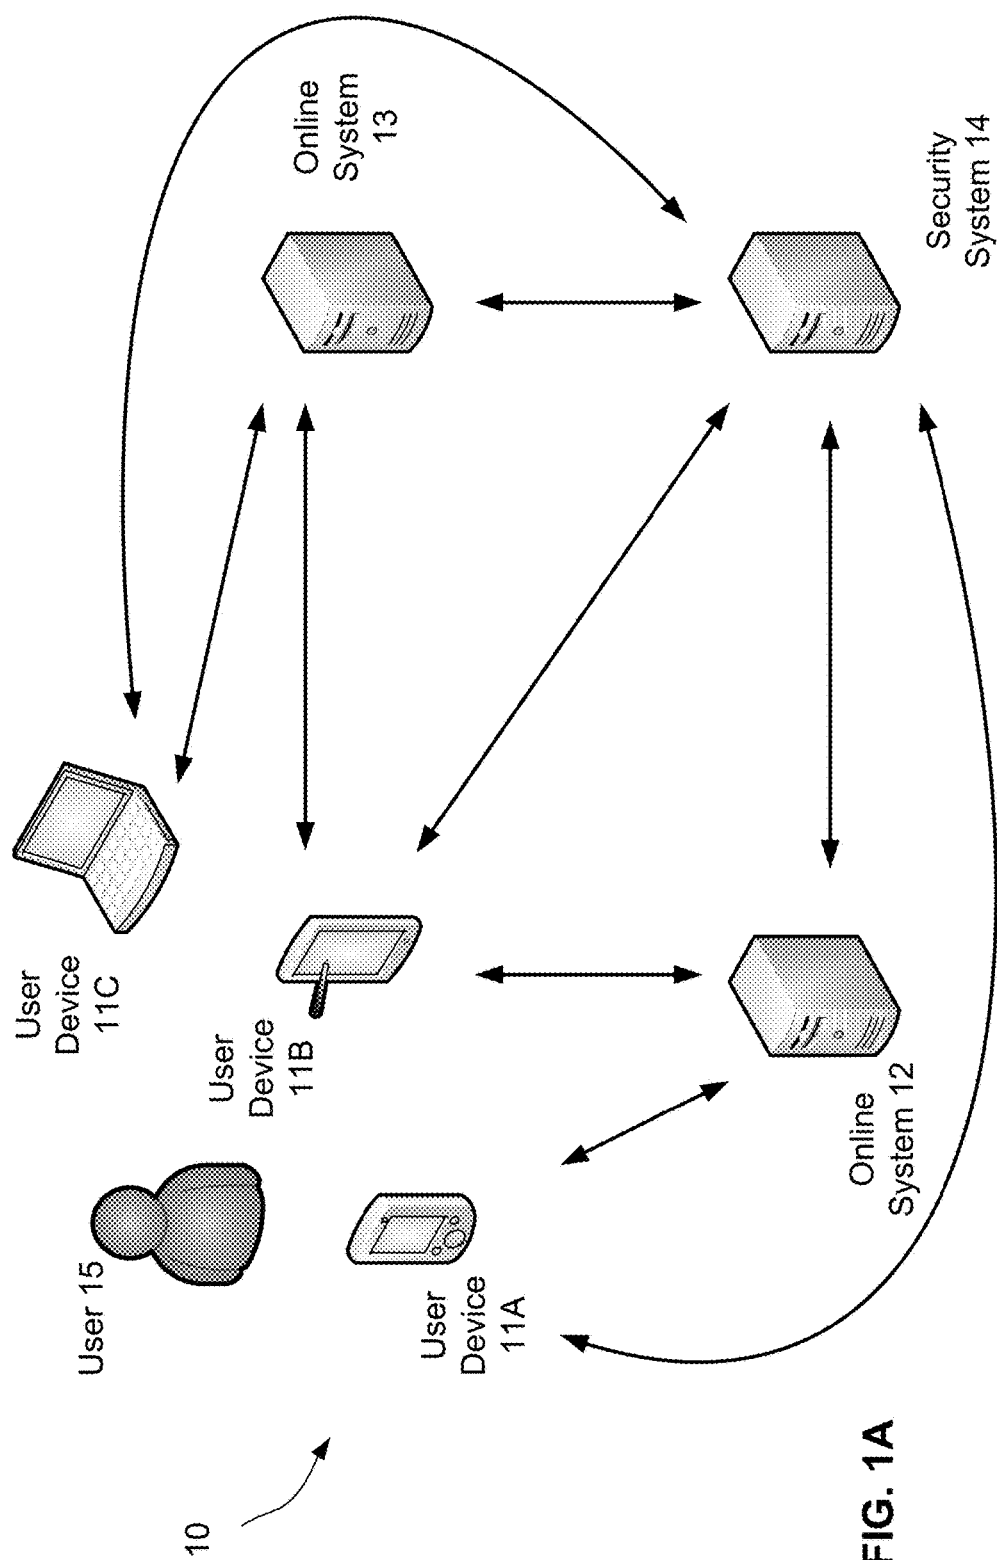 10
User 15
User
Device
11C
User
Device
11B
User
Device
11A
Online
System
13
Online
System 12
Security
System 14
FIG. 1A